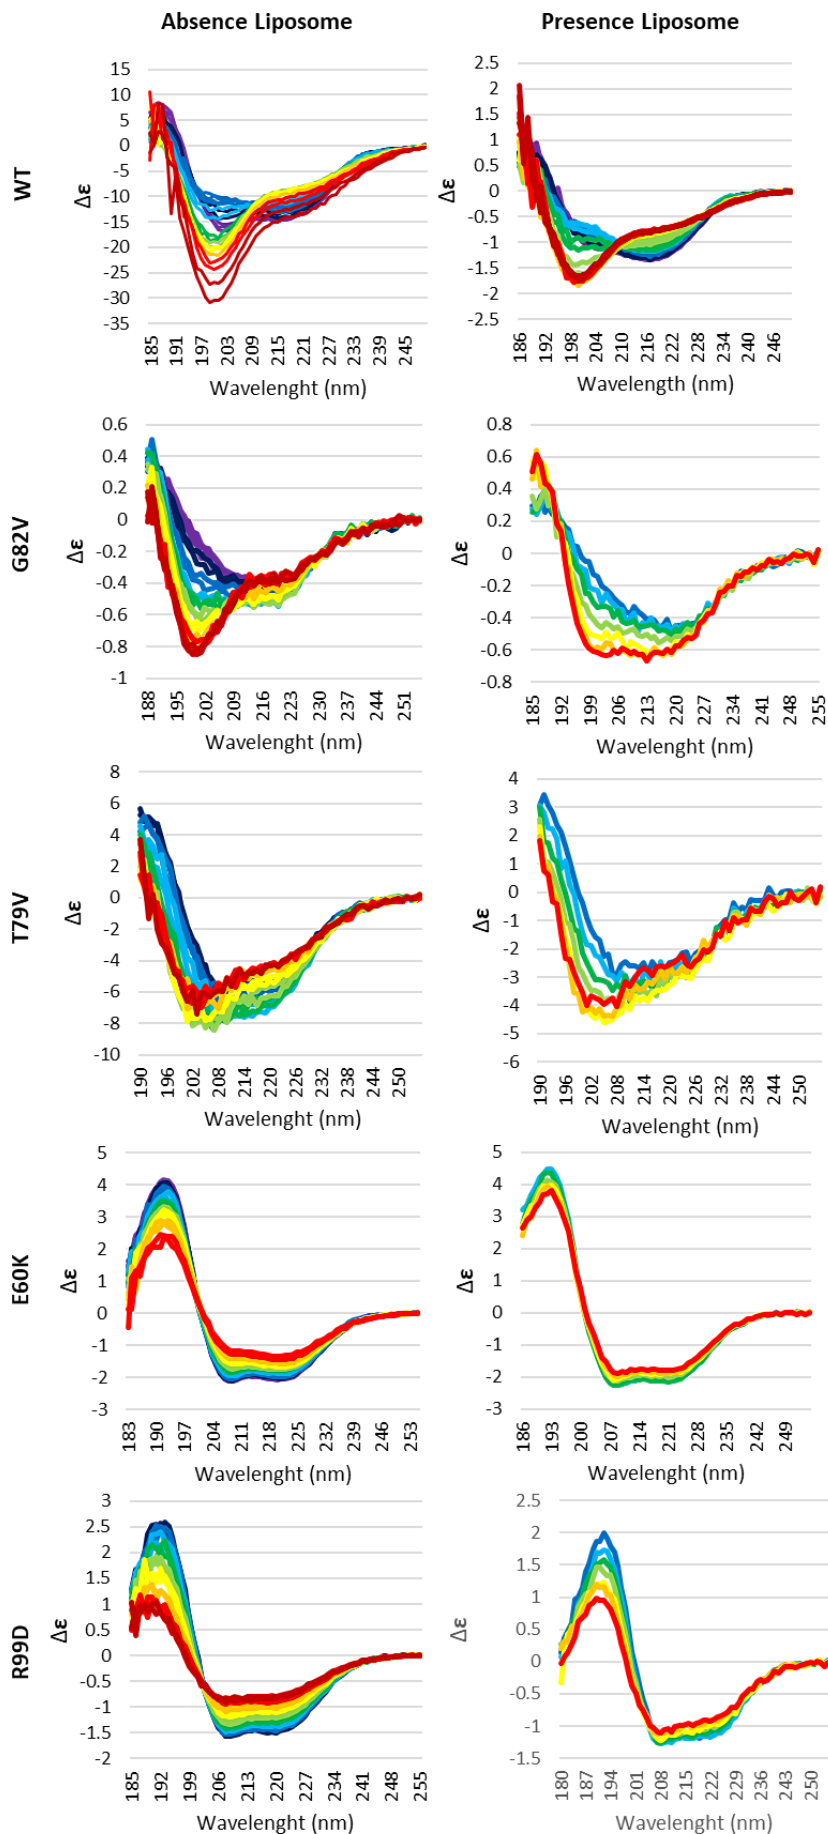 Absence Liposome
Presence Liposome
WT
Δε
15
10
5
0
-5
-10
-15
-20
-25
-30
-35
185 191 197 203 209 215 221 227 233 239 245
Wavelenght (nm)
Δε
2.5
2
1.5
1
0.5
0
-0.5
-1
-1.5
-2
-2.5
186 192 198 204 210 216 222 228 234 240 246
Wavelength (nm)
G82V
Δε
0.6
0.4
0.2
0
-0.2
-0.4
-0.6
-0.8
-1
188 195 202 209 216 223 230 237 244 251
Wavelenght (nm)
Δε
0.8
0.6
0.4
0.2
0
-0.2
-0.4
-0.6
-0.8
185 192 199 206 213 220 227 234 241 248 255
Wavelenght (nm)
T79V
Δε
8
6
4
2
0
-2
-4
-6
-8
-10
190 196 202 208 214 220 226 232 238 244 250
Wavelenght (nm)
Δε
4
3
2
1
0
-1
-2
-3
-4
-5
-6
190 196 202 208 214 220 226 232 238 244 250
Wavelenght (nm)
E60K
Δε
5
4
3
2
1
0
-1
-2
-3
183 190 197 204 211 218 225 232 239 246 253
Wavelenght (nm)
Δε
5
4
3
2
1
0
-1
-2
-3
186 193 200 207 214 221 228 235 242 249
Wavelenght (nm)
R99D
Δε
3
2.5
2
1.5
1
0.5
0
-0.5
-1
-1.5
-2
185 192 199 206 213 220 227 234 241 248 255
Wavelenght (nm)
Δε
2.5
2
1.5
1
0.5
0
-0.5
-1
-1.5
180 187 194 201 208 215 222 229 236 243 250
Wavelenght (nm)